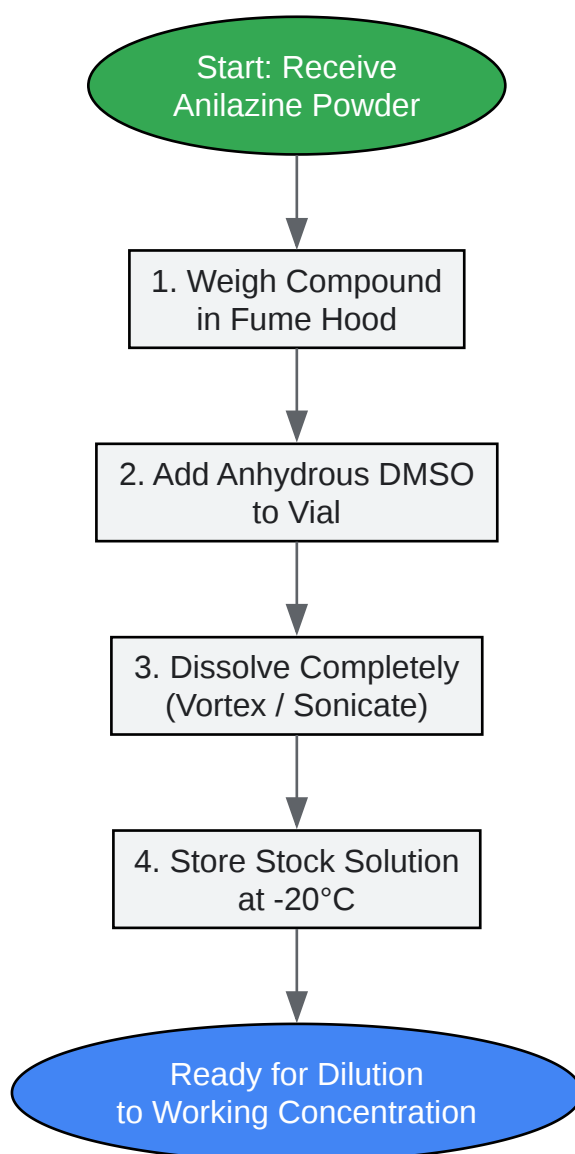 Start: Receive
Anilazine Powder
1. Weigh Compound
in Fume Hood
2. Add Anhydrous DMSO
to Vial
3. Dissolve Completely
(Vortex / Sonicate)
4. Store Stock Solution
at -20°C
Ready for Dilution
to Working Concentration